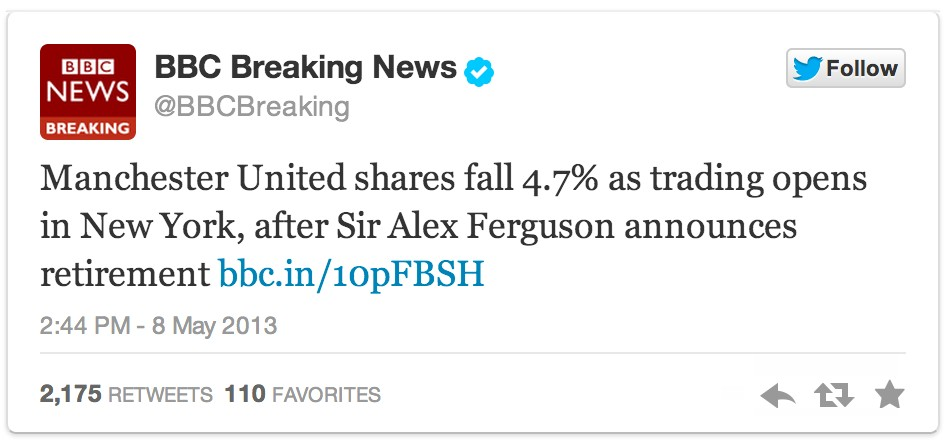 BBC
NEWS
BREAKING
BBC Breaking News
@BBCBreaking
Follow
Manchester United shares fall 4.7% as trading opens
in New York, after Sir Alex Ferguson announces
retirement bbc.in/10pFBSH
2:44 PM - 8 May 2013
2,175 RETWEETS 110 FAVORITES